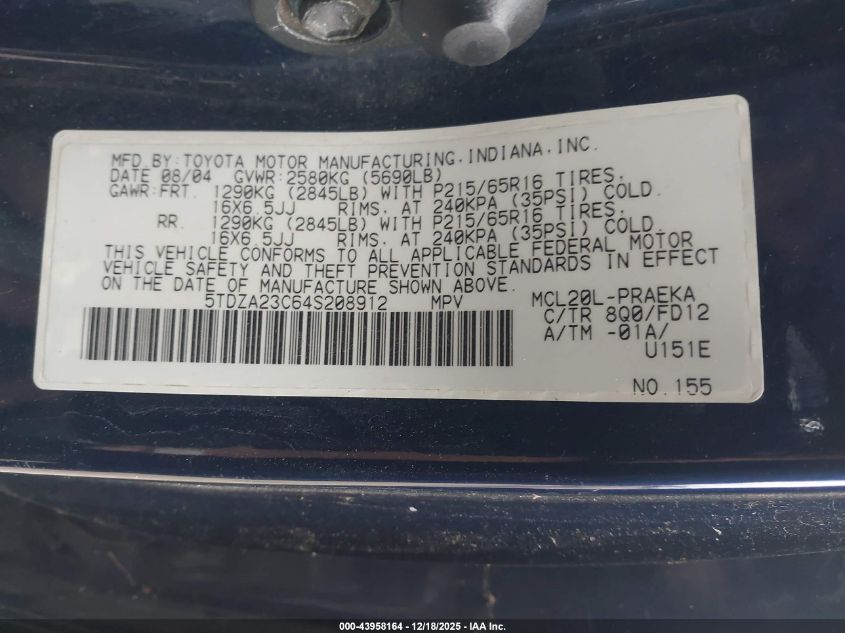 MFD BY:TOYOTA MOTOR MANUFACTURING.INDIANA,INC.
DATE 08/04 GVWR:2580KG (5690LB)
GAWR:FRT. 1290KG (2845LB) WITH P215/65R16 TIRES.
16X6.5JJ RIMS. AT 240KPA (35PSI) COLD.
RR. 1290KG (2845LB) WITH P215/65R16 TIRES.
16X6.5JJ RIMS. AT 240KPA (35PSI) COLD.
THIS VEHICLE CONFORMS TO ALL APPLICABLE FEDERAL MOTOR
VEHICLE SAFETY AND THEFT PREVENTION STANDARDS IN EFFECT
ON THE DATE OF MANUFACTURE SHOWN ABOVE.
5TDZA23C64S208912 MPV MCL20L-PRAEKA
C/TR 8Q0/FD12
A/TM -01A/
U151E
NO.155
000-43958164 - 12/18/2025 - IAA Inc.